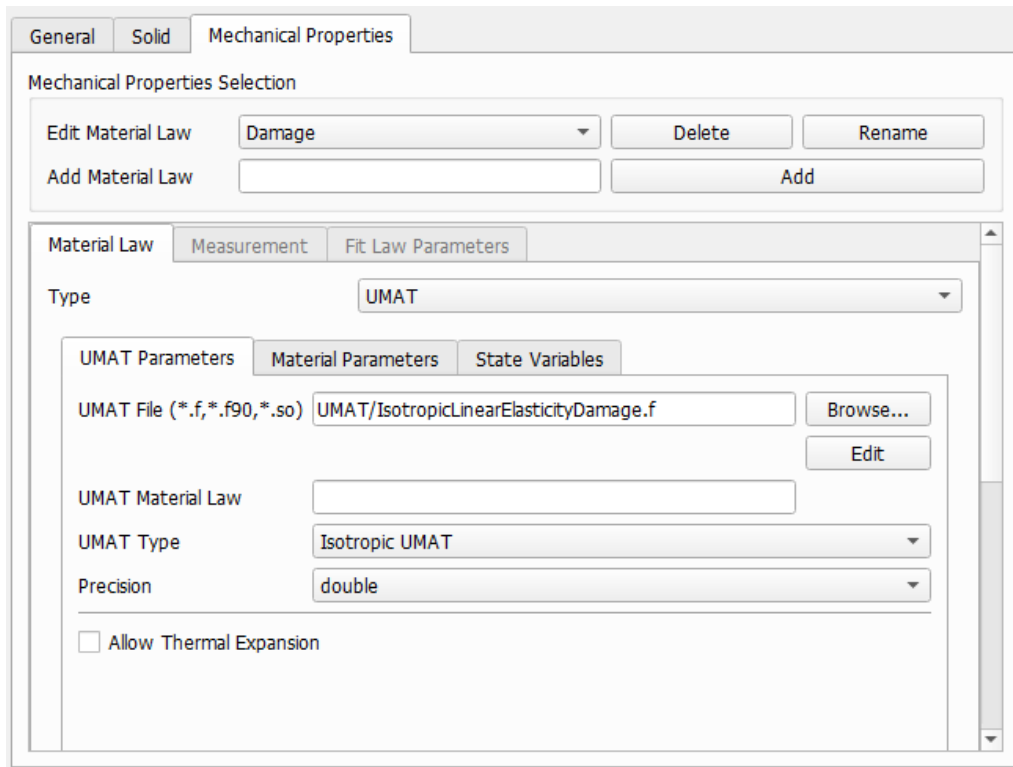 General Solid Mechanical Properties
Mechanical Properties Selection
Edit Material Law Damage Delete Rename
Add Material Law Add
Material Law Measurement Fit Law Parameters
Type UMAT
UMAT Parameters Material Parameters State Variables
UMAT File (*.f,*.f90,*.so) UMAT/IsotropicLinearElasticityDamage.f Browse...
Edit
UMAT Material Law
UMAT Type Isotropic UMAT
Precision double
Allow Thermal Expansion